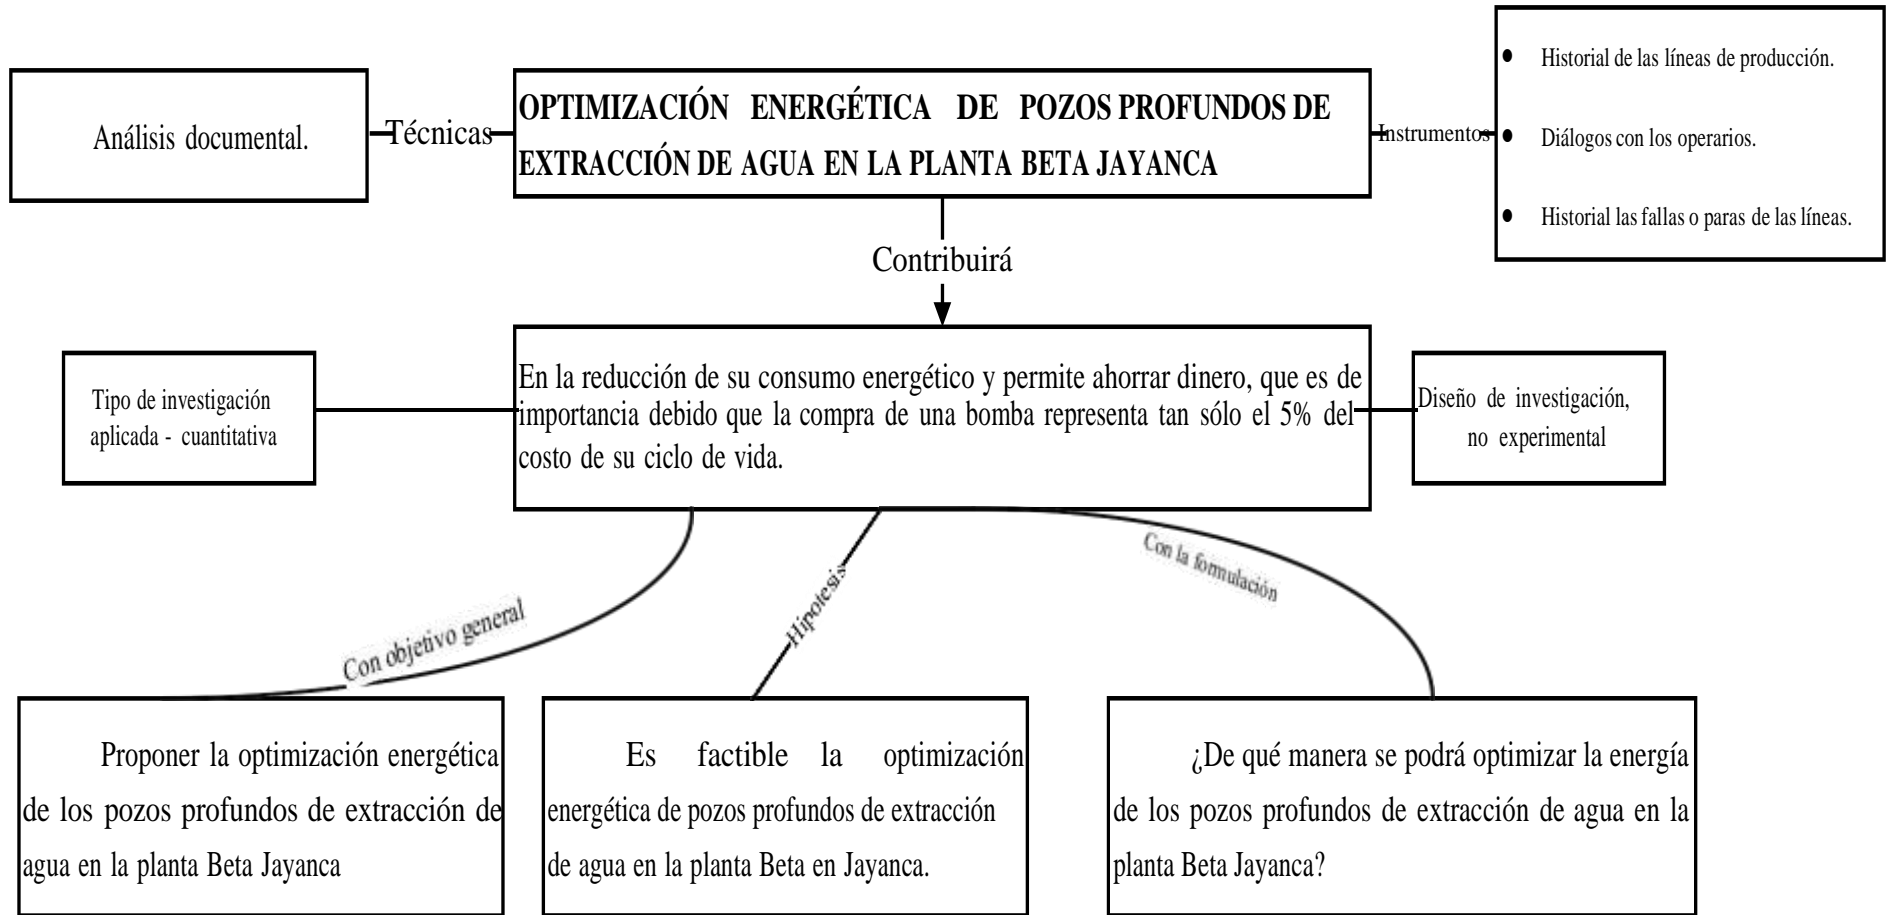 Análisis documental.
Técnicas
OPTIMIZACIÓN ENERGÉTICA DE POZOS PROFUNDOS DE
EXTRACCIÓN DE AGUA EN LA PLANTA BETA JAYANCA
Instrumentos
• Historial de las líneas de producción.
• Diálogos con los operarios.
• Historial las fallas o paras de las líneas.
Contribuirá
Tipo de investigación
aplicada - cuantitativa
En la reducción de su consumo energético y permite ahorrar dinero, que es de
importancia debido que la compra de una bomba representa tan sólo el 5% del
costo de su ciclo de vida.
Diseño de investigación,
no experimental
Con objetivo general
Hipotesis
Con la formulación
Proponer la optimización energética
de los pozos profundos de extracción de
agua en la planta Beta Jayanca
Es factible la optimización
energética de pozos profundos de extracción
de agua en la planta Beta en Jayanca.
¿De qué manera se podrá optimizar la energía
de los pozos profundos de extracción de agua en la
planta Beta Jayanca?